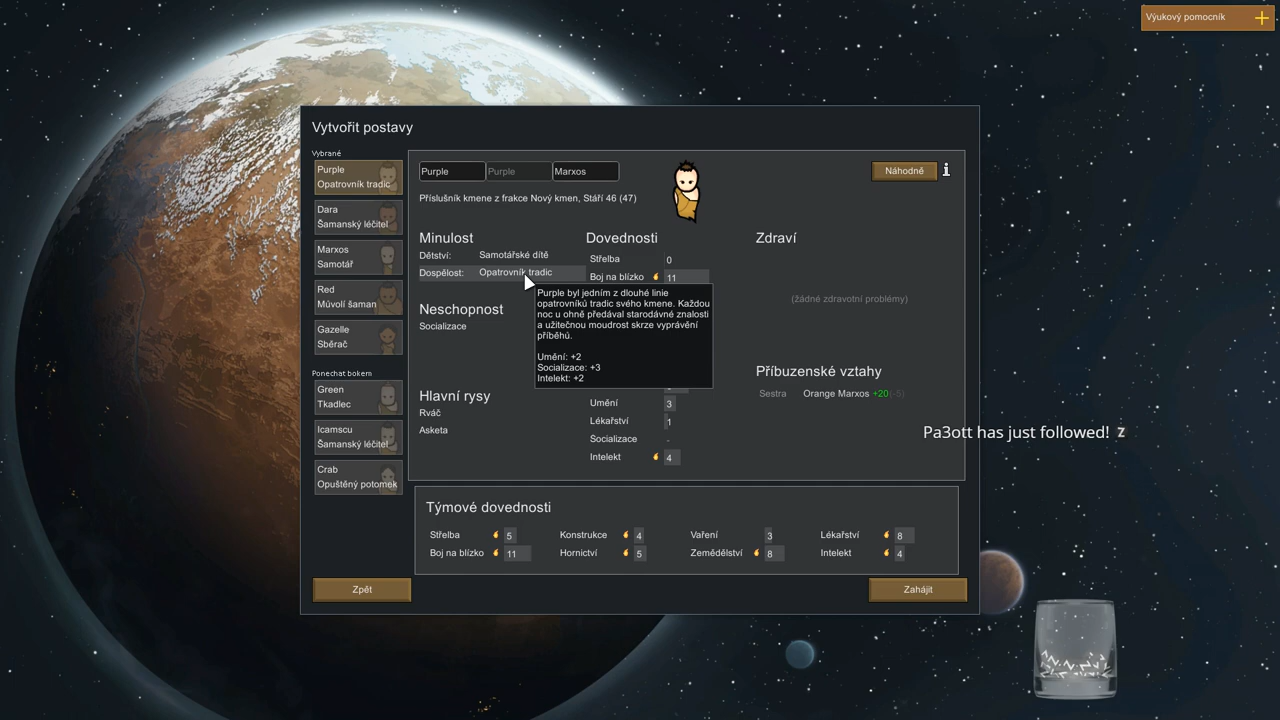 Výukový pomocník
Vytvořit postavy
Vybrané
Purple
Opatrovník tradic
Dara
Šamanský léčitel
Marxos
Samotář
Red
Můvolí šaman
Gazelle
Sběrač
Ponechat bokem
Green
Tkadlec
Icamscu
Šamanský léčitel
Crab
Opuštěný potomek
Purple Purple Marxos
Náhodně
Příslušník kmene z frakce Nový kmen, Stáří 46 (47)
Minulost
Dětství: Samotářské dítě
Dospělost: Opatrovník tradic
Neschopnost
Socializace
Hlavní rysy
Rváč
Asketa
Dovednosti
Střelba 0
Boj na blízko 11
Purple byl jedním z dlouhé linie
opatrovníků tradic svého kmene. Každou
noc u ohně předával starodávné znalosti
a užitečnou moudrost skrze vyprávění
příběhů.
Umění: +2
Socializace: +3
Intelekt: +2
Umění 3
Lékařství 1
Socializace -
Intelekt 4
Zdraví
(žádné zdravotní problémy)
Příbuzenské vztahy
Sestra Orange Marxos +20 (-5)
Pa3ott has just followed! Z
Týmové dovednosti
Střelba 5 Konstrukce 4 Vaření 3 Lékařství 8
Boj na blízko 11 Hornictví 5 Zemědělství 8 Intelekt 4
Zpět
Zahájit